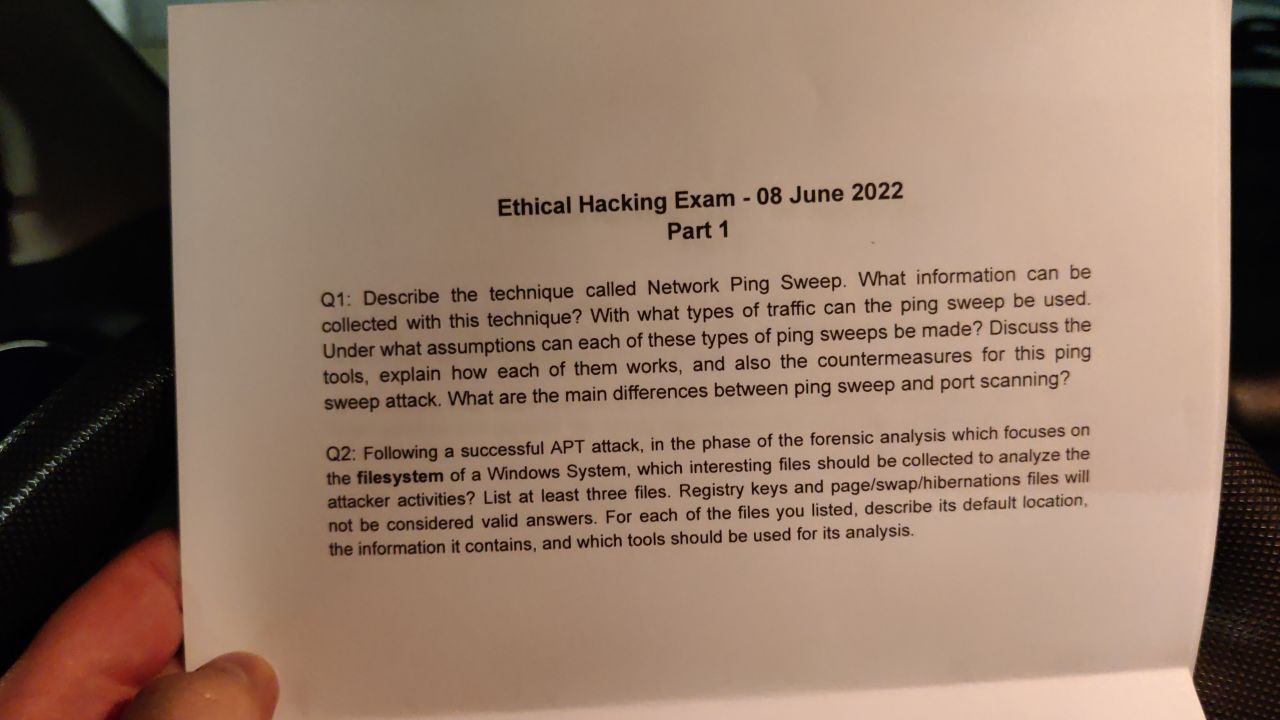 Ethical Hacking Exam - 08 June 2022
Part 1
Q1: Describe the technique called Network Ping Sweep. What information can be
collected with this technique? With what types of traffic can the ping sweep be used.
Under what assumptions can each of these types of ping sweeps be made? Discuss the
tools, explain how each of them works, and also the countermeasures for this ping
sweep attack. What are the main differences between ping sweep and port scanning?
Q2: Following a successful APT attack, in the phase of the forensic analysis which focuses on
the filesystem of a Windows System, which interesting files should be collected to analyze the
attacker activities? List at least three files. Registry keys and page/swap/hibernations files will
not be considered valid answers. For each of the files you listed, describe its default location,
the information it contains, and which tools should be used for its analysis.